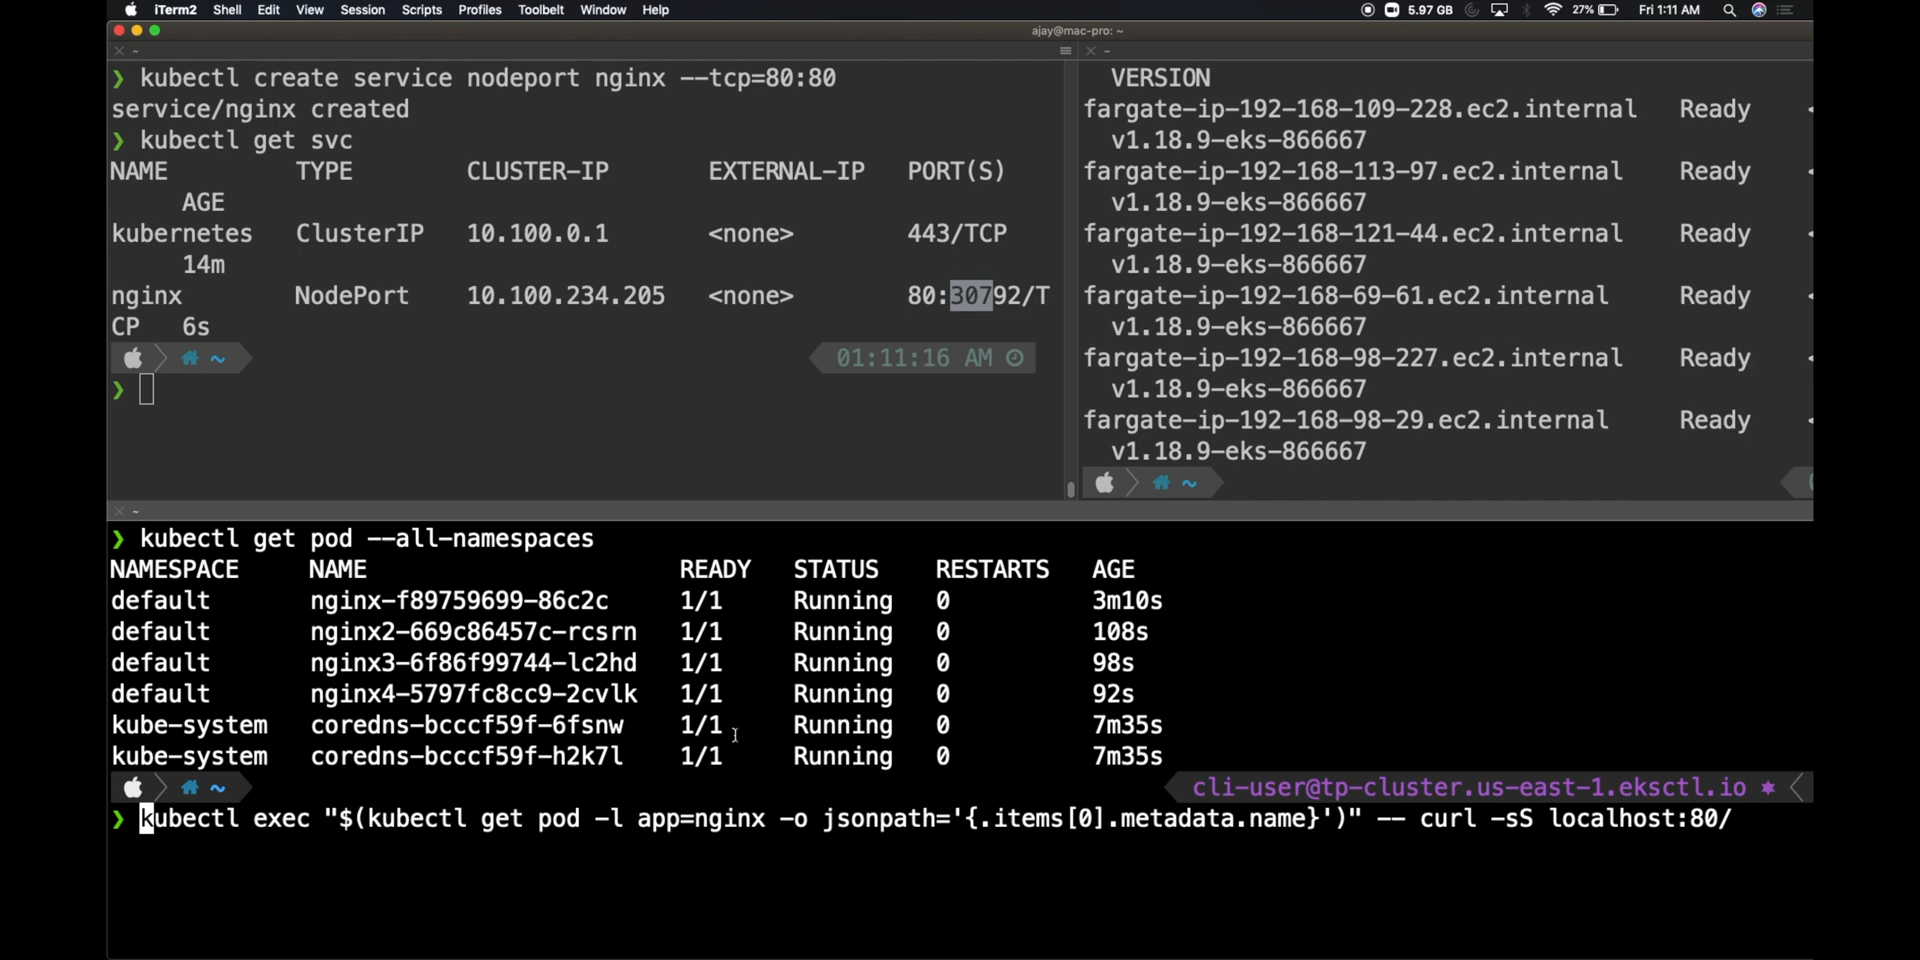 iTerm2 Shell Edit View Session Scripts Profiles Toolbelt Window Help 5.97 GB 27% Fri 1:11 AM
ajay@mac-pro: ~
~
❯ kubectl create service nodeport nginx --tcp=80:80
service/nginx created
❯ kubectl get svc
NAME TYPE CLUSTER-IP EXTERNAL-IP PORT(S)
AGE
kubernetes ClusterIP 10.100.0.1 <none> 443/TCP
14m
nginx NodePort 10.100.234.205 <none> 80:30792/T
CP 6s
~ 01:11:16 AM
❯
~
VERSION
fargate-ip-192-168-109-228.ec2.internal Ready <
v1.18.9-eks-866667
fargate-ip-192-168-113-97.ec2.internal Ready <
v1.18.9-eks-866667
fargate-ip-192-168-121-44.ec2.internal Ready <
v1.18.9-eks-866667
fargate-ip-192-168-69-61.ec2.internal Ready <
v1.18.9-eks-866667
fargate-ip-192-168-98-227.ec2.internal Ready <
v1.18.9-eks-866667
fargate-ip-192-168-98-29.ec2.internal Ready <
v1.18.9-eks-866667
~
~
❯ kubectl get pod --all-namespaces
NAMESPACE NAME READY STATUS RESTARTS AGE
default nginx-f89759699-86c2c 1/1 Running 0 3m10s
default nginx2-669c86457c-rcsrn 1/1 Running 0 108s
default nginx3-6f86f99744-lc2hd 1/1 Running 0 98s
default nginx4-5797fc8cc9-2cvlk 1/1 Running 0 92s
kube-system coredns-bcccf59f-6fsnw 1/1 Running 0 7m35s
kube-system coredns-bcccf59f-h2k7l 1/1 Running 0 7m35s
~ cli-user@tp-cluster.us-east-1.eksctl.io
❯ kubectl exec "$(kubectl get pod -l app=nginx -o jsonpath='{.items[0].metadata.name}')" -- curl -sS localhost:80/